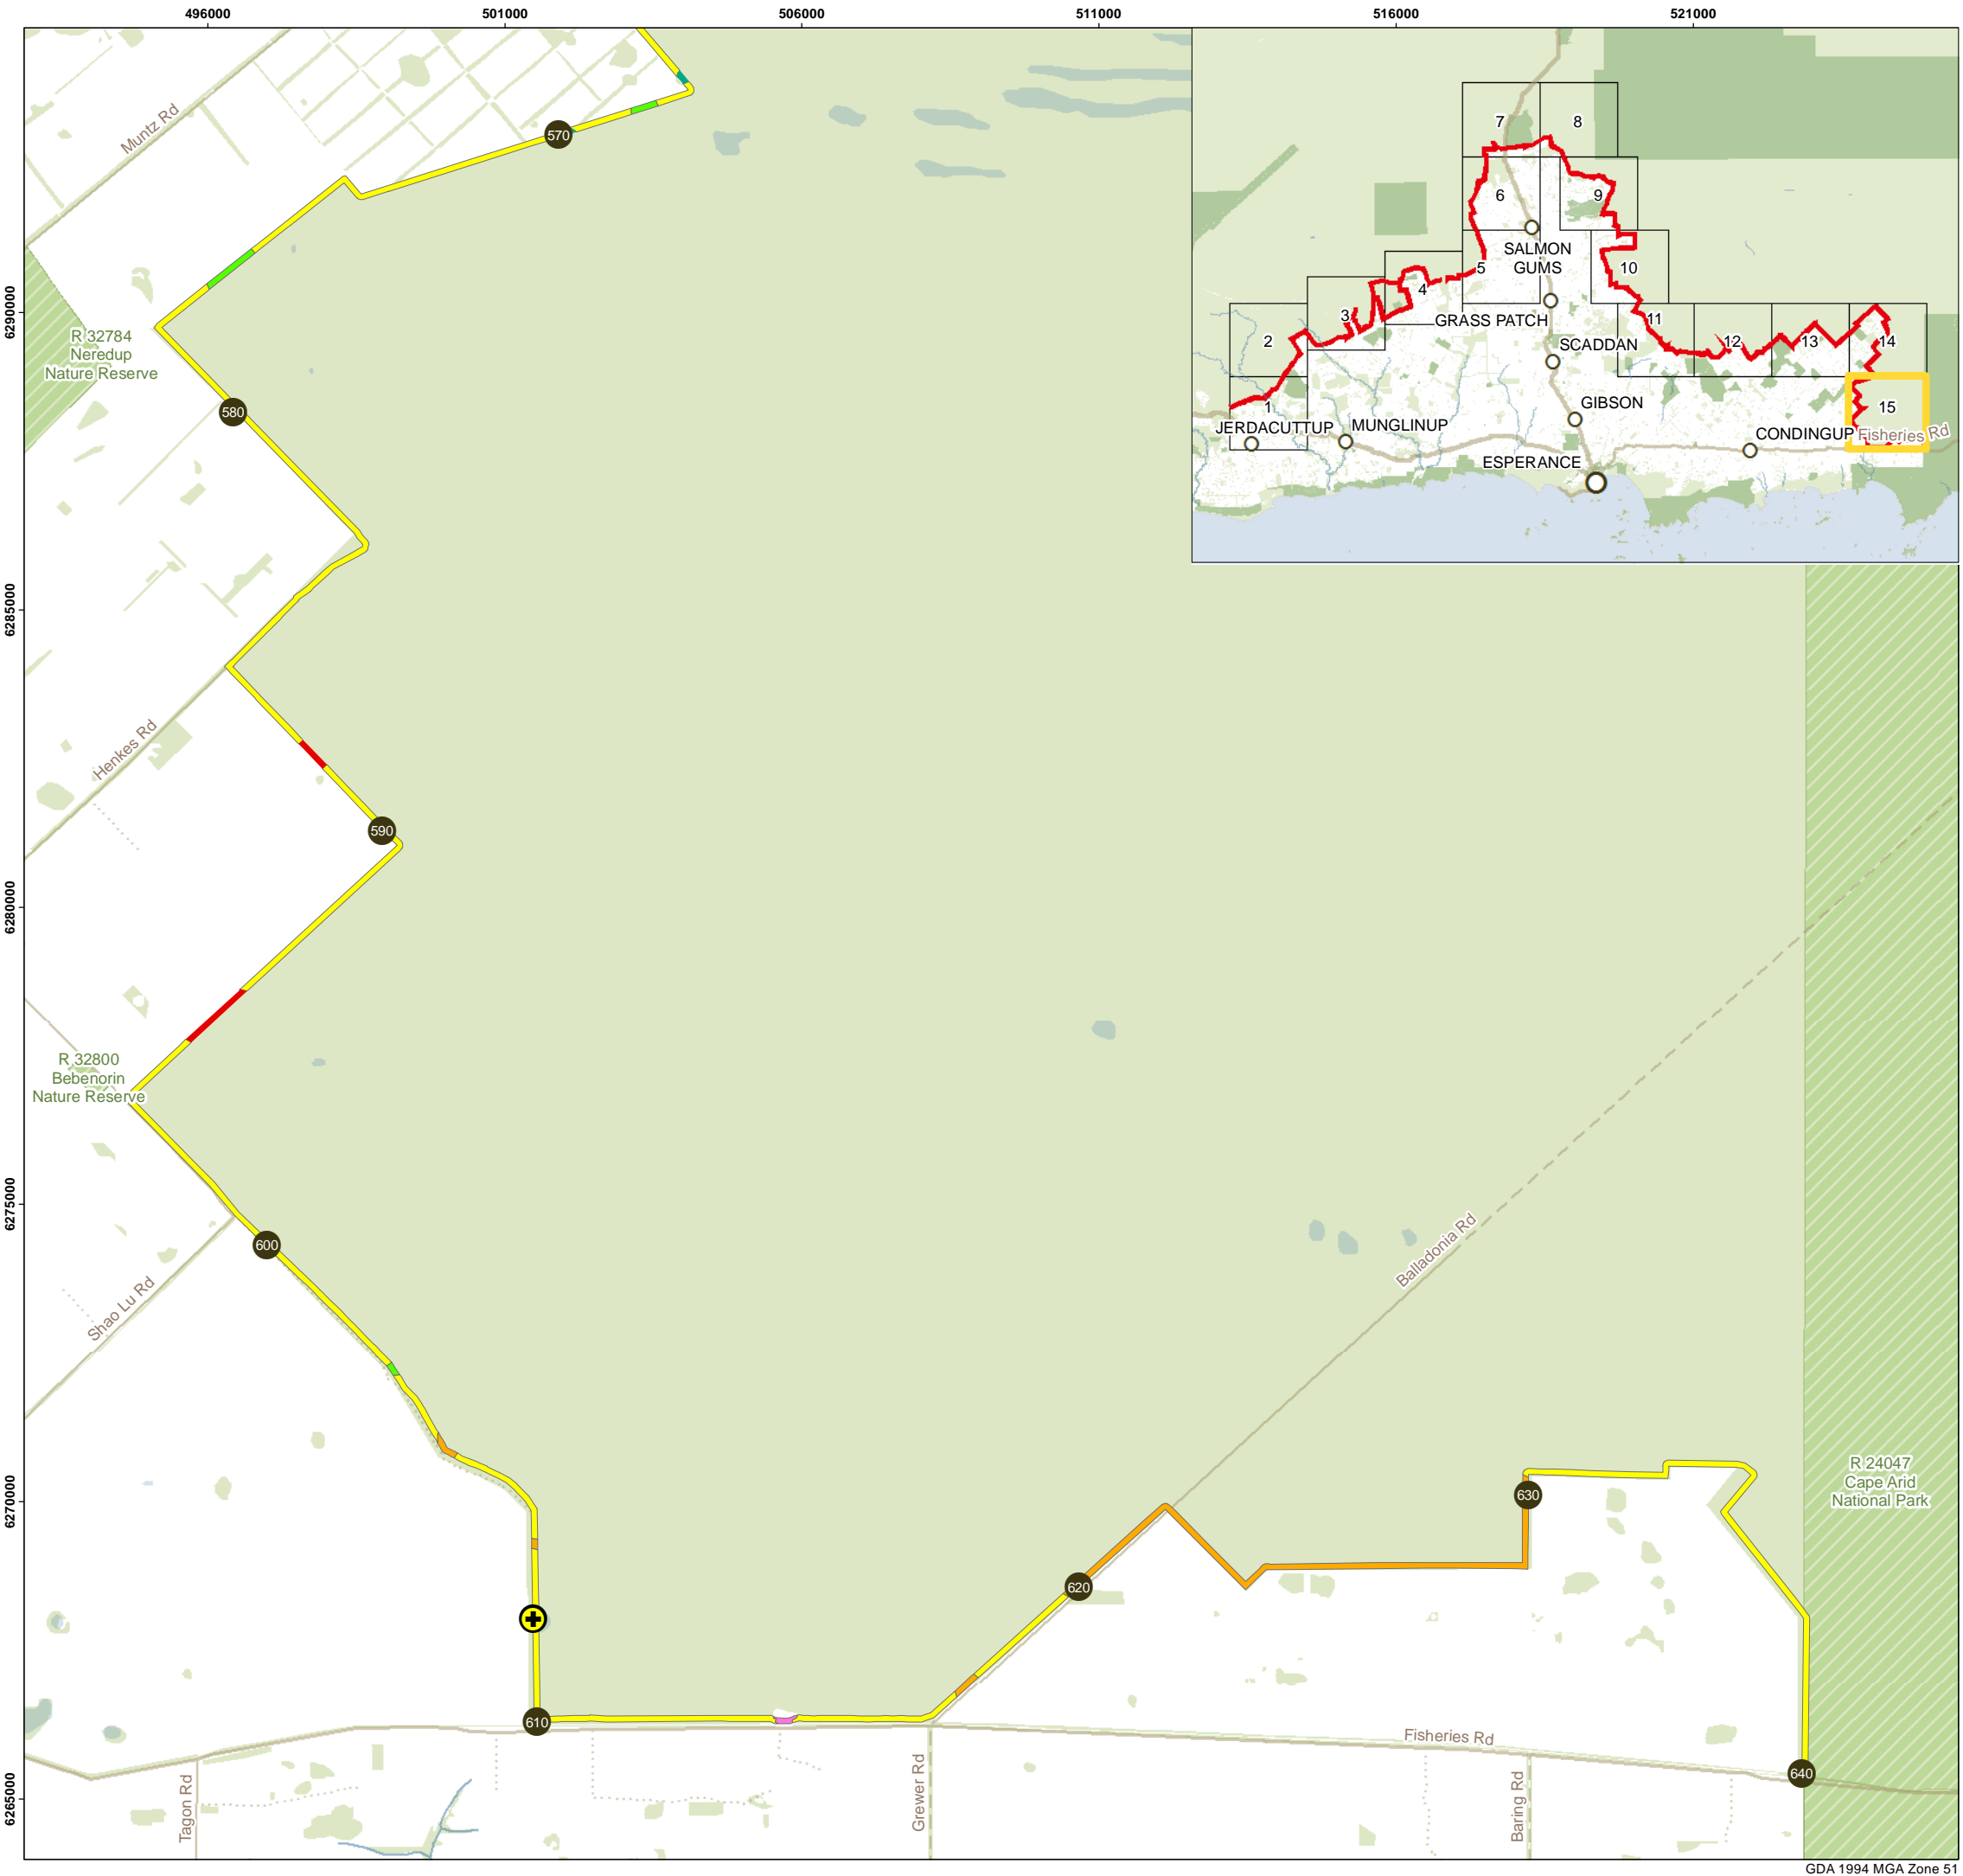 496000
501000
506000
511000
516000
521000
6290000
6285000
6280000
6275000
6270000
6265000
Muntz Rd
570
R 32784
Neredup
Nature Reserve
580
Henkes Rd
590
R 32800
Bebenorin
Nature Reserve
600
Shao Lu Rd
Balladonia Rd
R 24047
Cape Arid
National Park
630
620
610
Fisheries Rd
640
Tagon Rd
Grewer Rd
Baring Rd
7
8
6
9
SALMON
GUMS
5
10
4
3
GRASS PATCH
11
2
SCADDAN
12
13
14
1
GIBSON
15
JERDACUTTUP
MUNGLINUP
CONDINGUP
Fisheries Rd
ESPERANCE
GDA 1994 MGA Zone 51